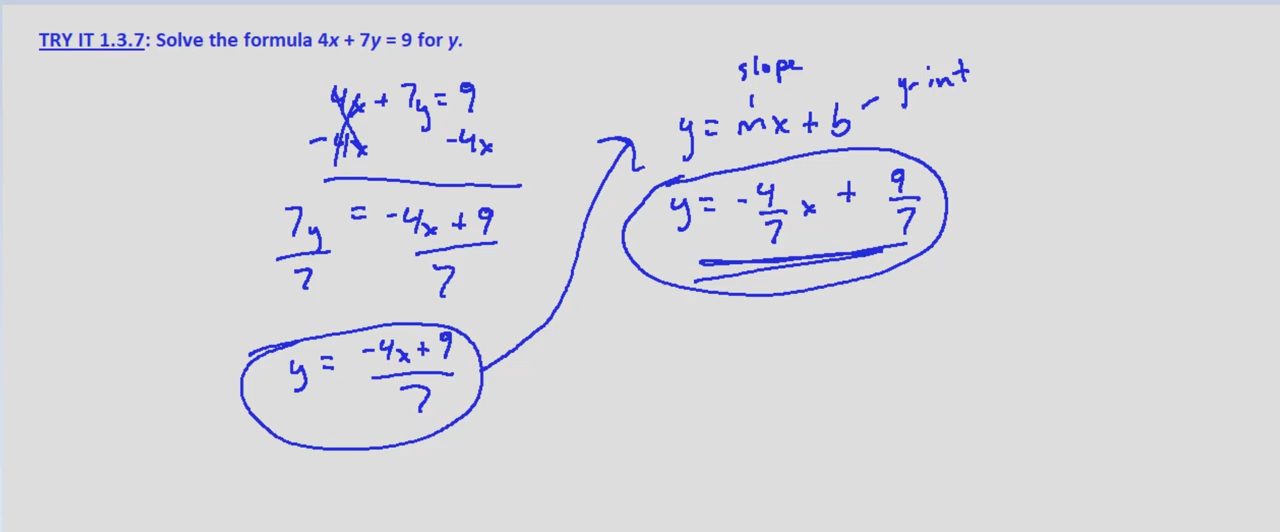 TRY IT 1.3.7: Solve the formula 4x + 7y = 9 for y.
4x + 7y = 9
-4x -4x
7y = -4x + 9
7 7
y = -4x + 9
7
slope
y = mx + b - y-int
y = -4/7 x + 9/7